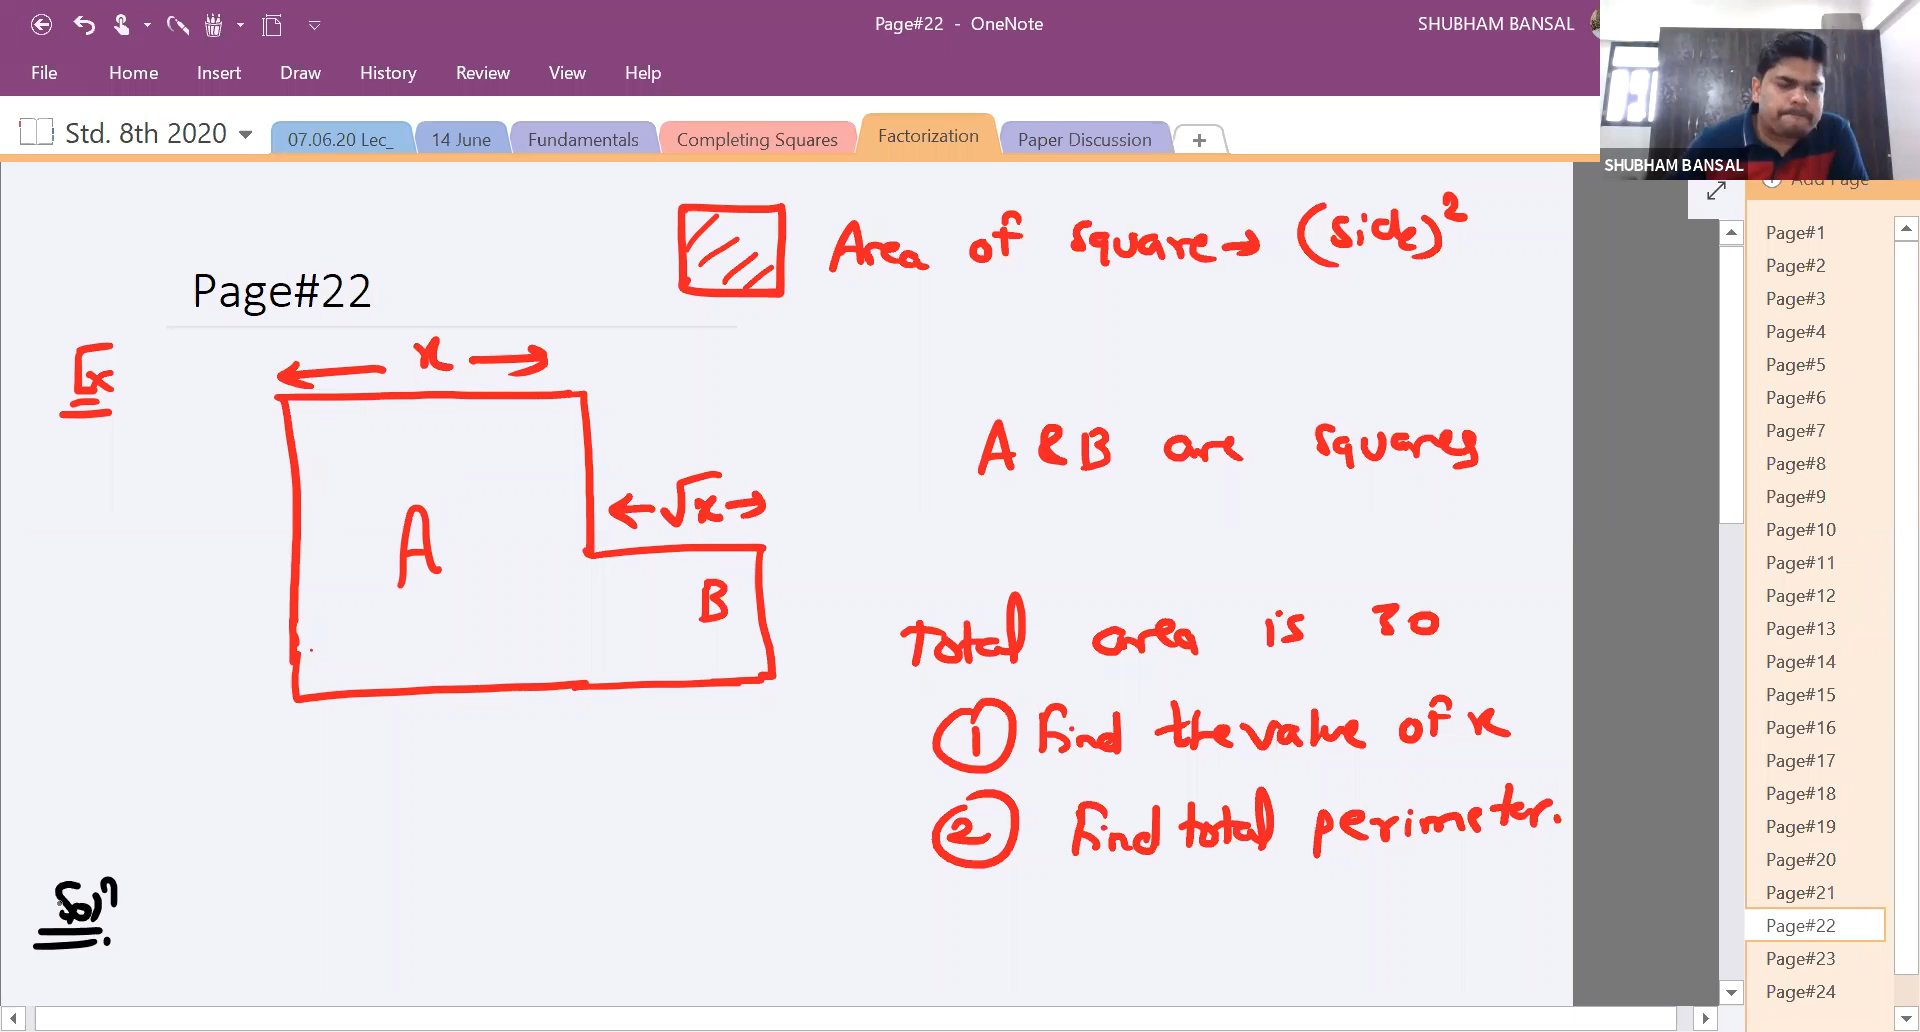 Page#22 - OneNote
SHUBHAM BANSAL
File Home Insert Draw History Review View Help
Std. 8th 2020
07.06.20 Lec_
14 June
Fundamentals
Completing Squares
Factorization
Paper Discussion
+
SHUBHAM BANSAL
Add Page
Page#1
Page#2
Page#3
Page#4
Page#5
Page#6
Page#7
Page#8
Page#9
Page#10
Page#11
Page#12
Page#13
Page#14
Page#15
Page#16
Page#17
Page#18
Page#19
Page#20
Page#21
Page#22
Page#23
Page#24
Area of square → (side)²
Page#22
Ex
← x →
A & B are squares
← √x →
A
B
Total area is 30
① Find the value of x
② Find total perimeter.
Solⁿ.